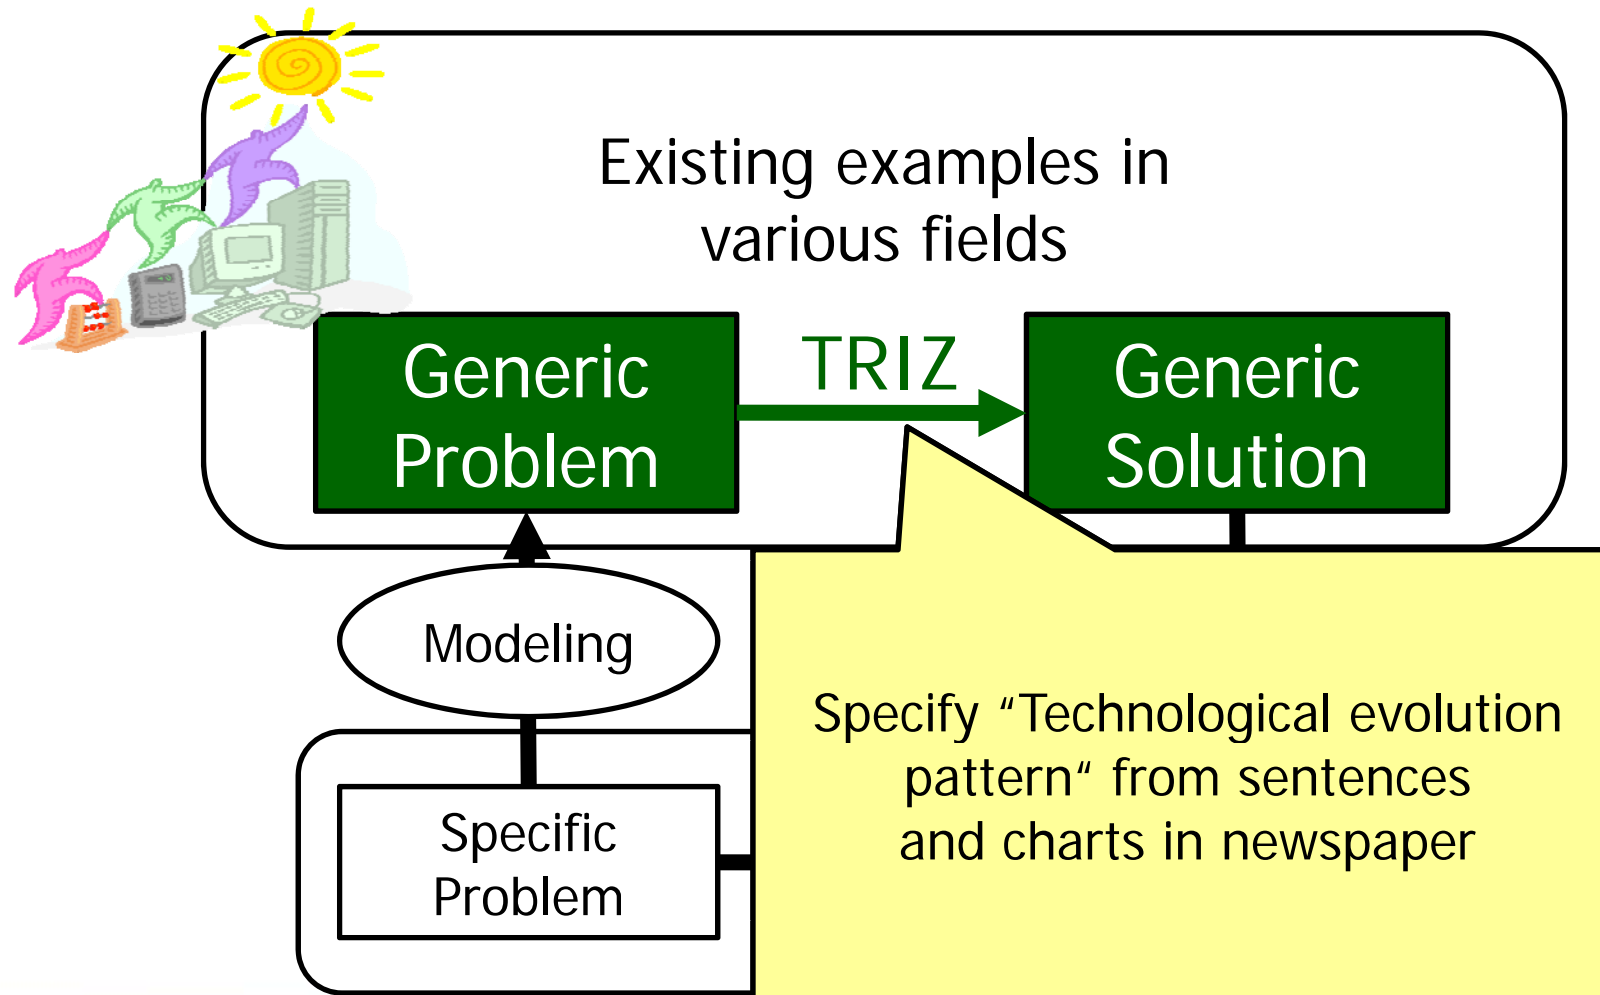 Existing examples in
various fields
Generic
Problem
TRIZ
Generic
Solution
Modeling
Specific
Problem
Specify “Technological evolution
pattern“ from sentences
and charts in newspaper